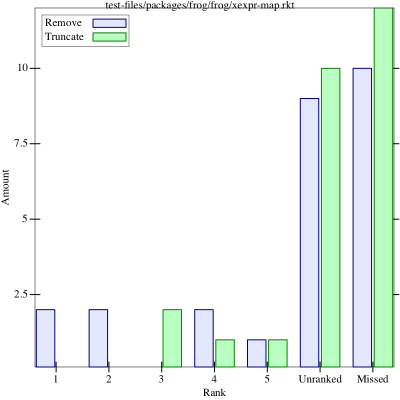 test-files/packages/frog/frog/xexpr-map.rkt
Remove
Truncate
10
7.5
5
2.5
Amount
1 2 3 4 5 Unranked Missed
Rank